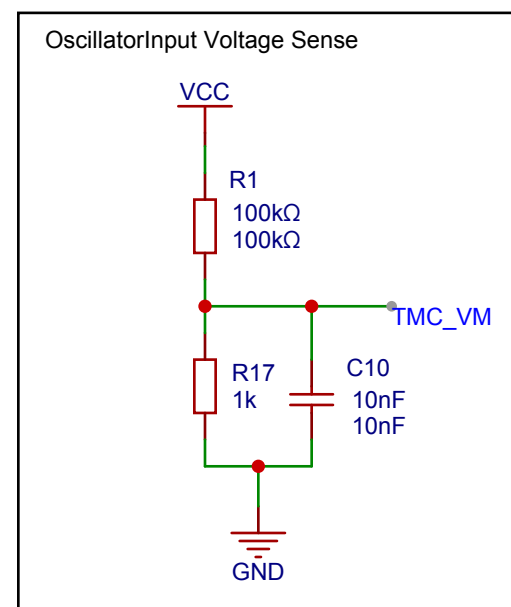 OscillatorInput Voltage Sense
VCC
R1
100kΩ
100kΩ
TMC_VM
R17
1k
C10
10nF
10nF
GND